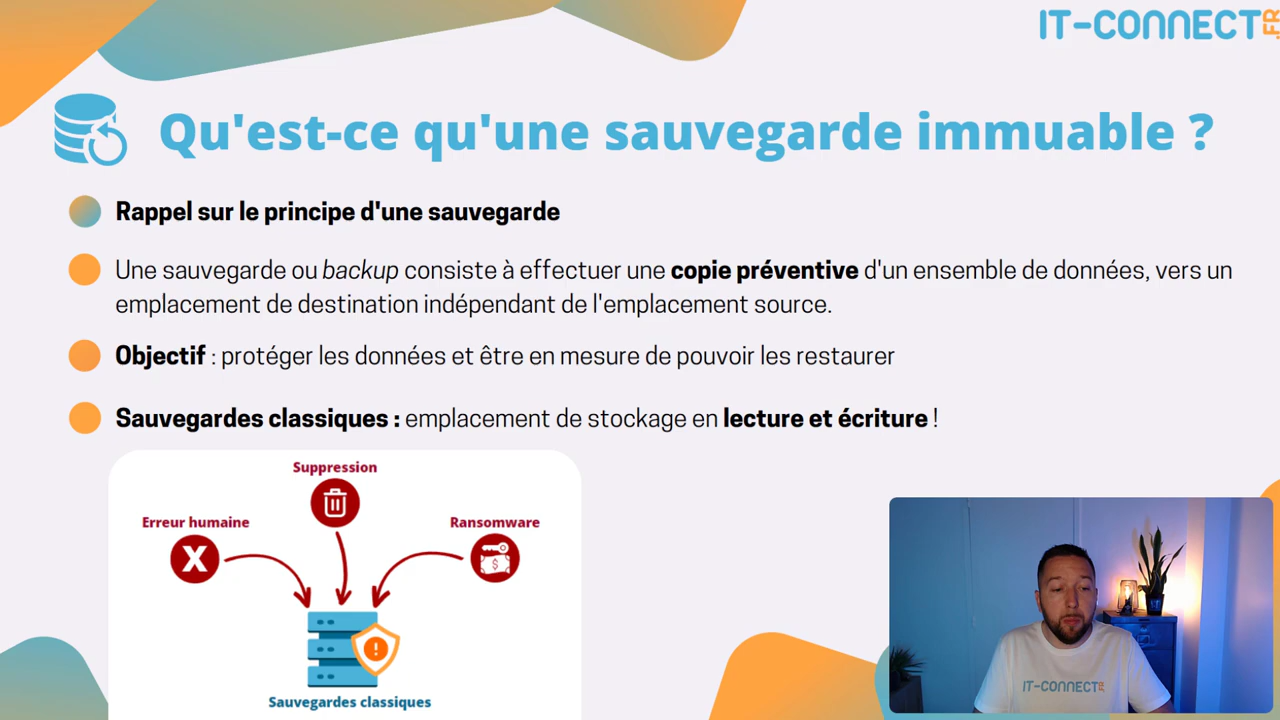 IT-CONNECT.FR
Qu'est-ce qu'une sauvegarde immuable ?
Rappel sur le principe d'une sauvegarde
Une sauvegarde ou backup consiste à effectuer une copie préventive d'un ensemble de données, vers un
emplacement de destination indépendant de l'emplacement source.
Objectif : protéger les données et être en mesure de pouvoir les restaurer
Sauvegardes classiques : emplacement de stockage en lecture et écriture !
Suppression
Erreur humaine
Ransomware
X
$
!
Sauvegardes classiques
IT-CONNECT.FR